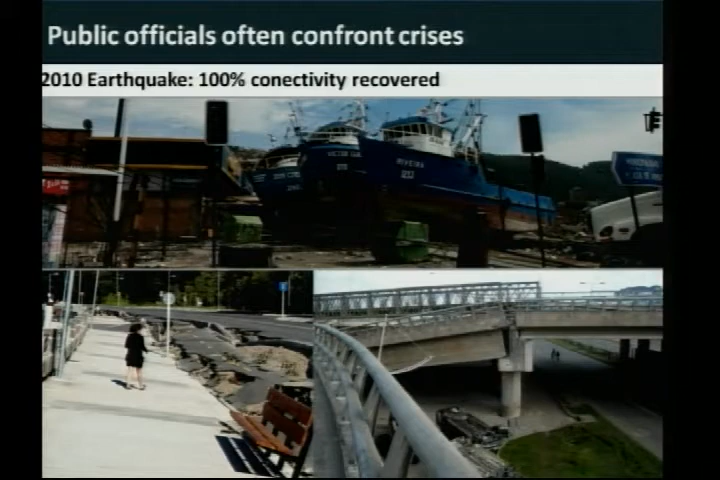 Public officials often confront crises
2010 Earthquake: 100% conectivity recovered